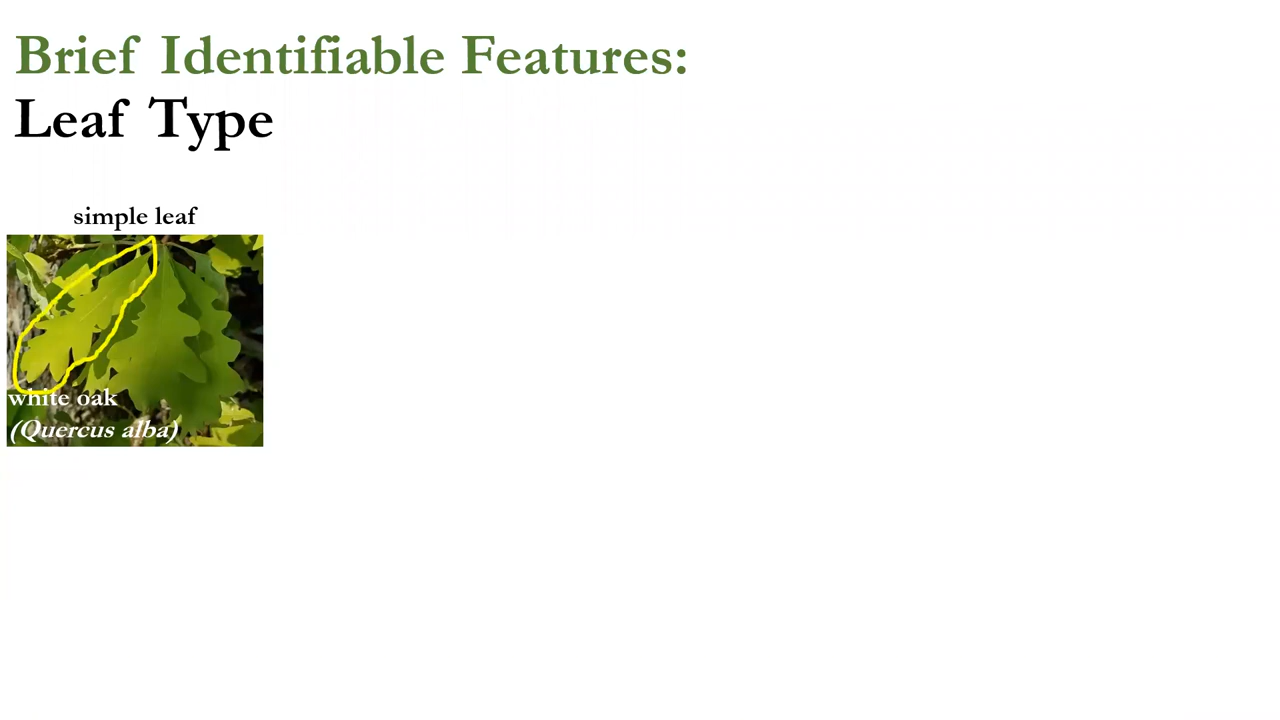 Brief Identifiable Features:
Leaf Type
simple leaf
white oak
(Quercus alba)